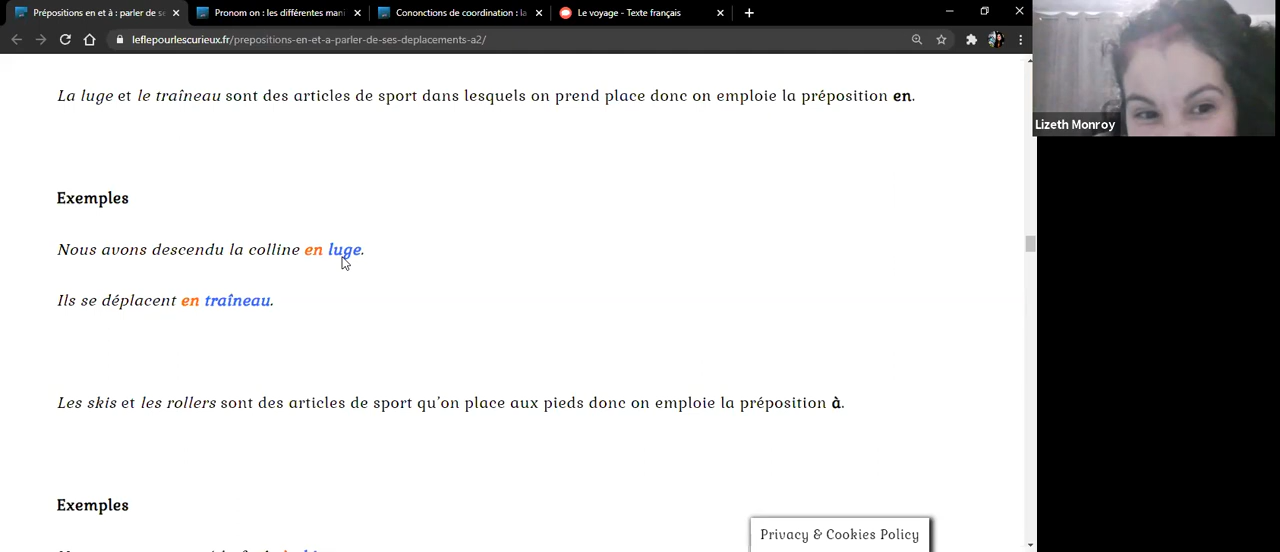 Prépositions en et à : parler de se
Pronom on : les différentes mani
Cononctions de coordination : la
Le voyage - Texte français
leflepourlescurieux.fr/prepositions-en-et-a-parler-de-ses-deplacements-a2/
Lizeth Monroy
La luge et le traîneau sont des articles de sport dans lesquels on prend place donc on emploie la préposition en.
Exemples
Nous avons descendu la colline en luge.
Ils se déplacent en traîneau.
Les skis et les rollers sont des articles de sport qu'on place aux pieds donc on emploie la préposition à.
Exemples
Privacy & Cookies Policy